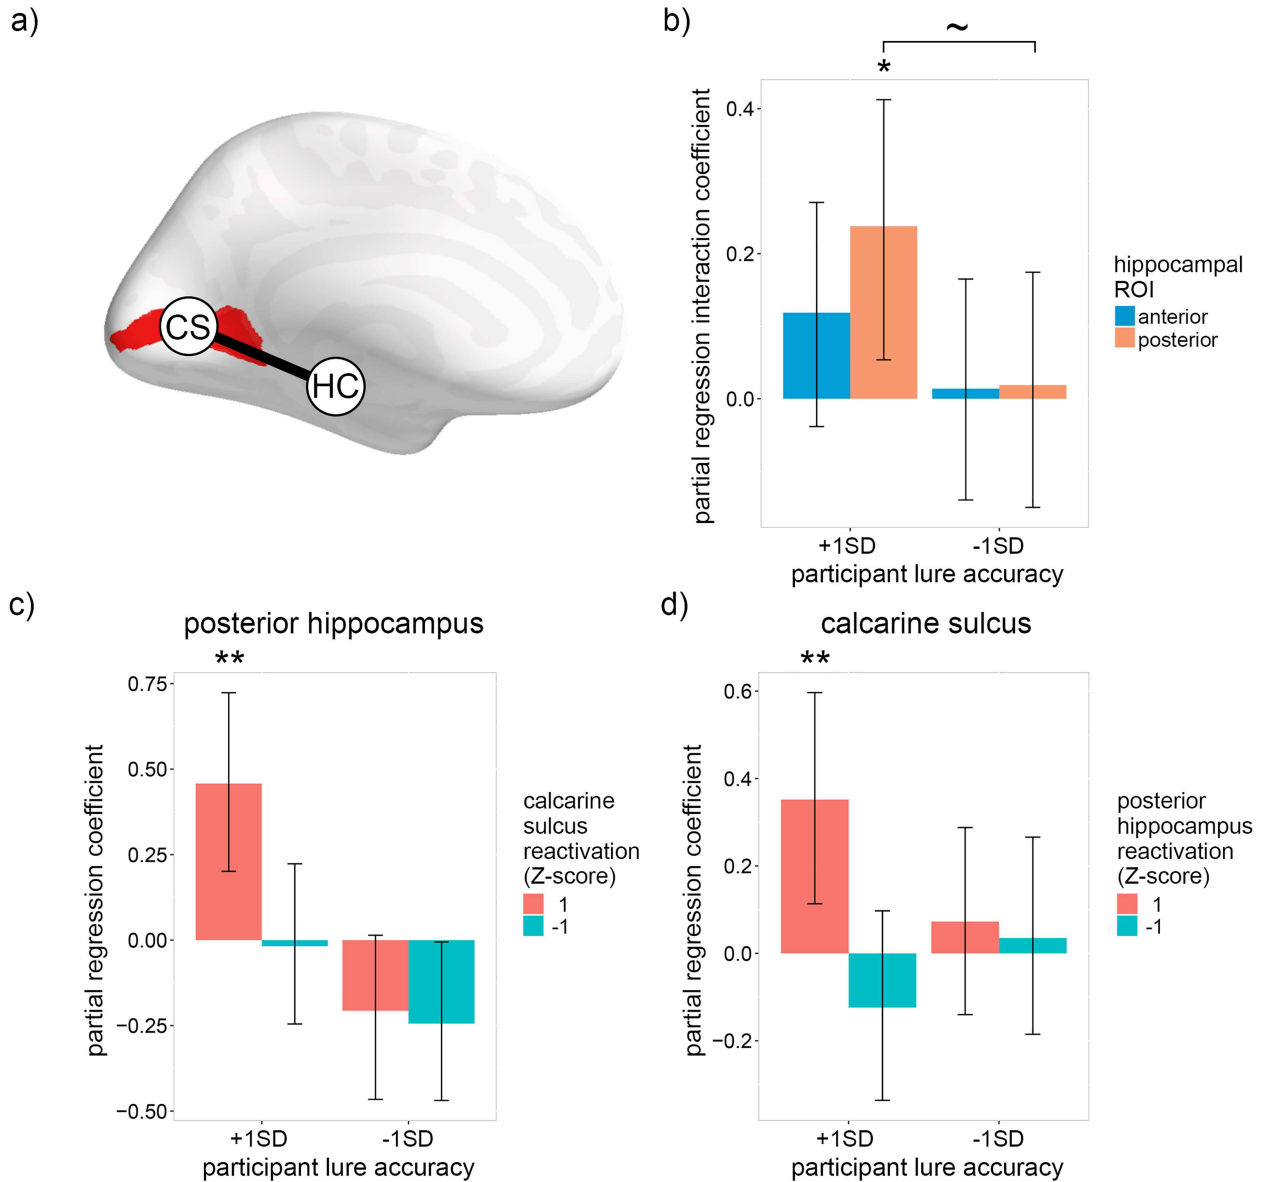 a)
CS
HC
b)
~
*
partial regression interaction coefficient
0.4
0.2
0.0
+1SD
-1SD
participant lure accuracy
hippocampal
ROI
anterior
posterior
c)
posterior hippocampus
**
partial regression coefficient
0.75
0.50
0.25
0.00
−0.25
−0.50
+1SD
-1SD
participant lure accuracy
calcarine
sulcus
reactivation
(Z-score)
1
-1
d)
calcarine sulcus
**
partial regression coefficient
0.6
0.4
0.2
0.0
−0.2
+1SD
-1SD
participant lure accuracy
posterior
hippocampus
reactivation
(Z-score)
1
-1